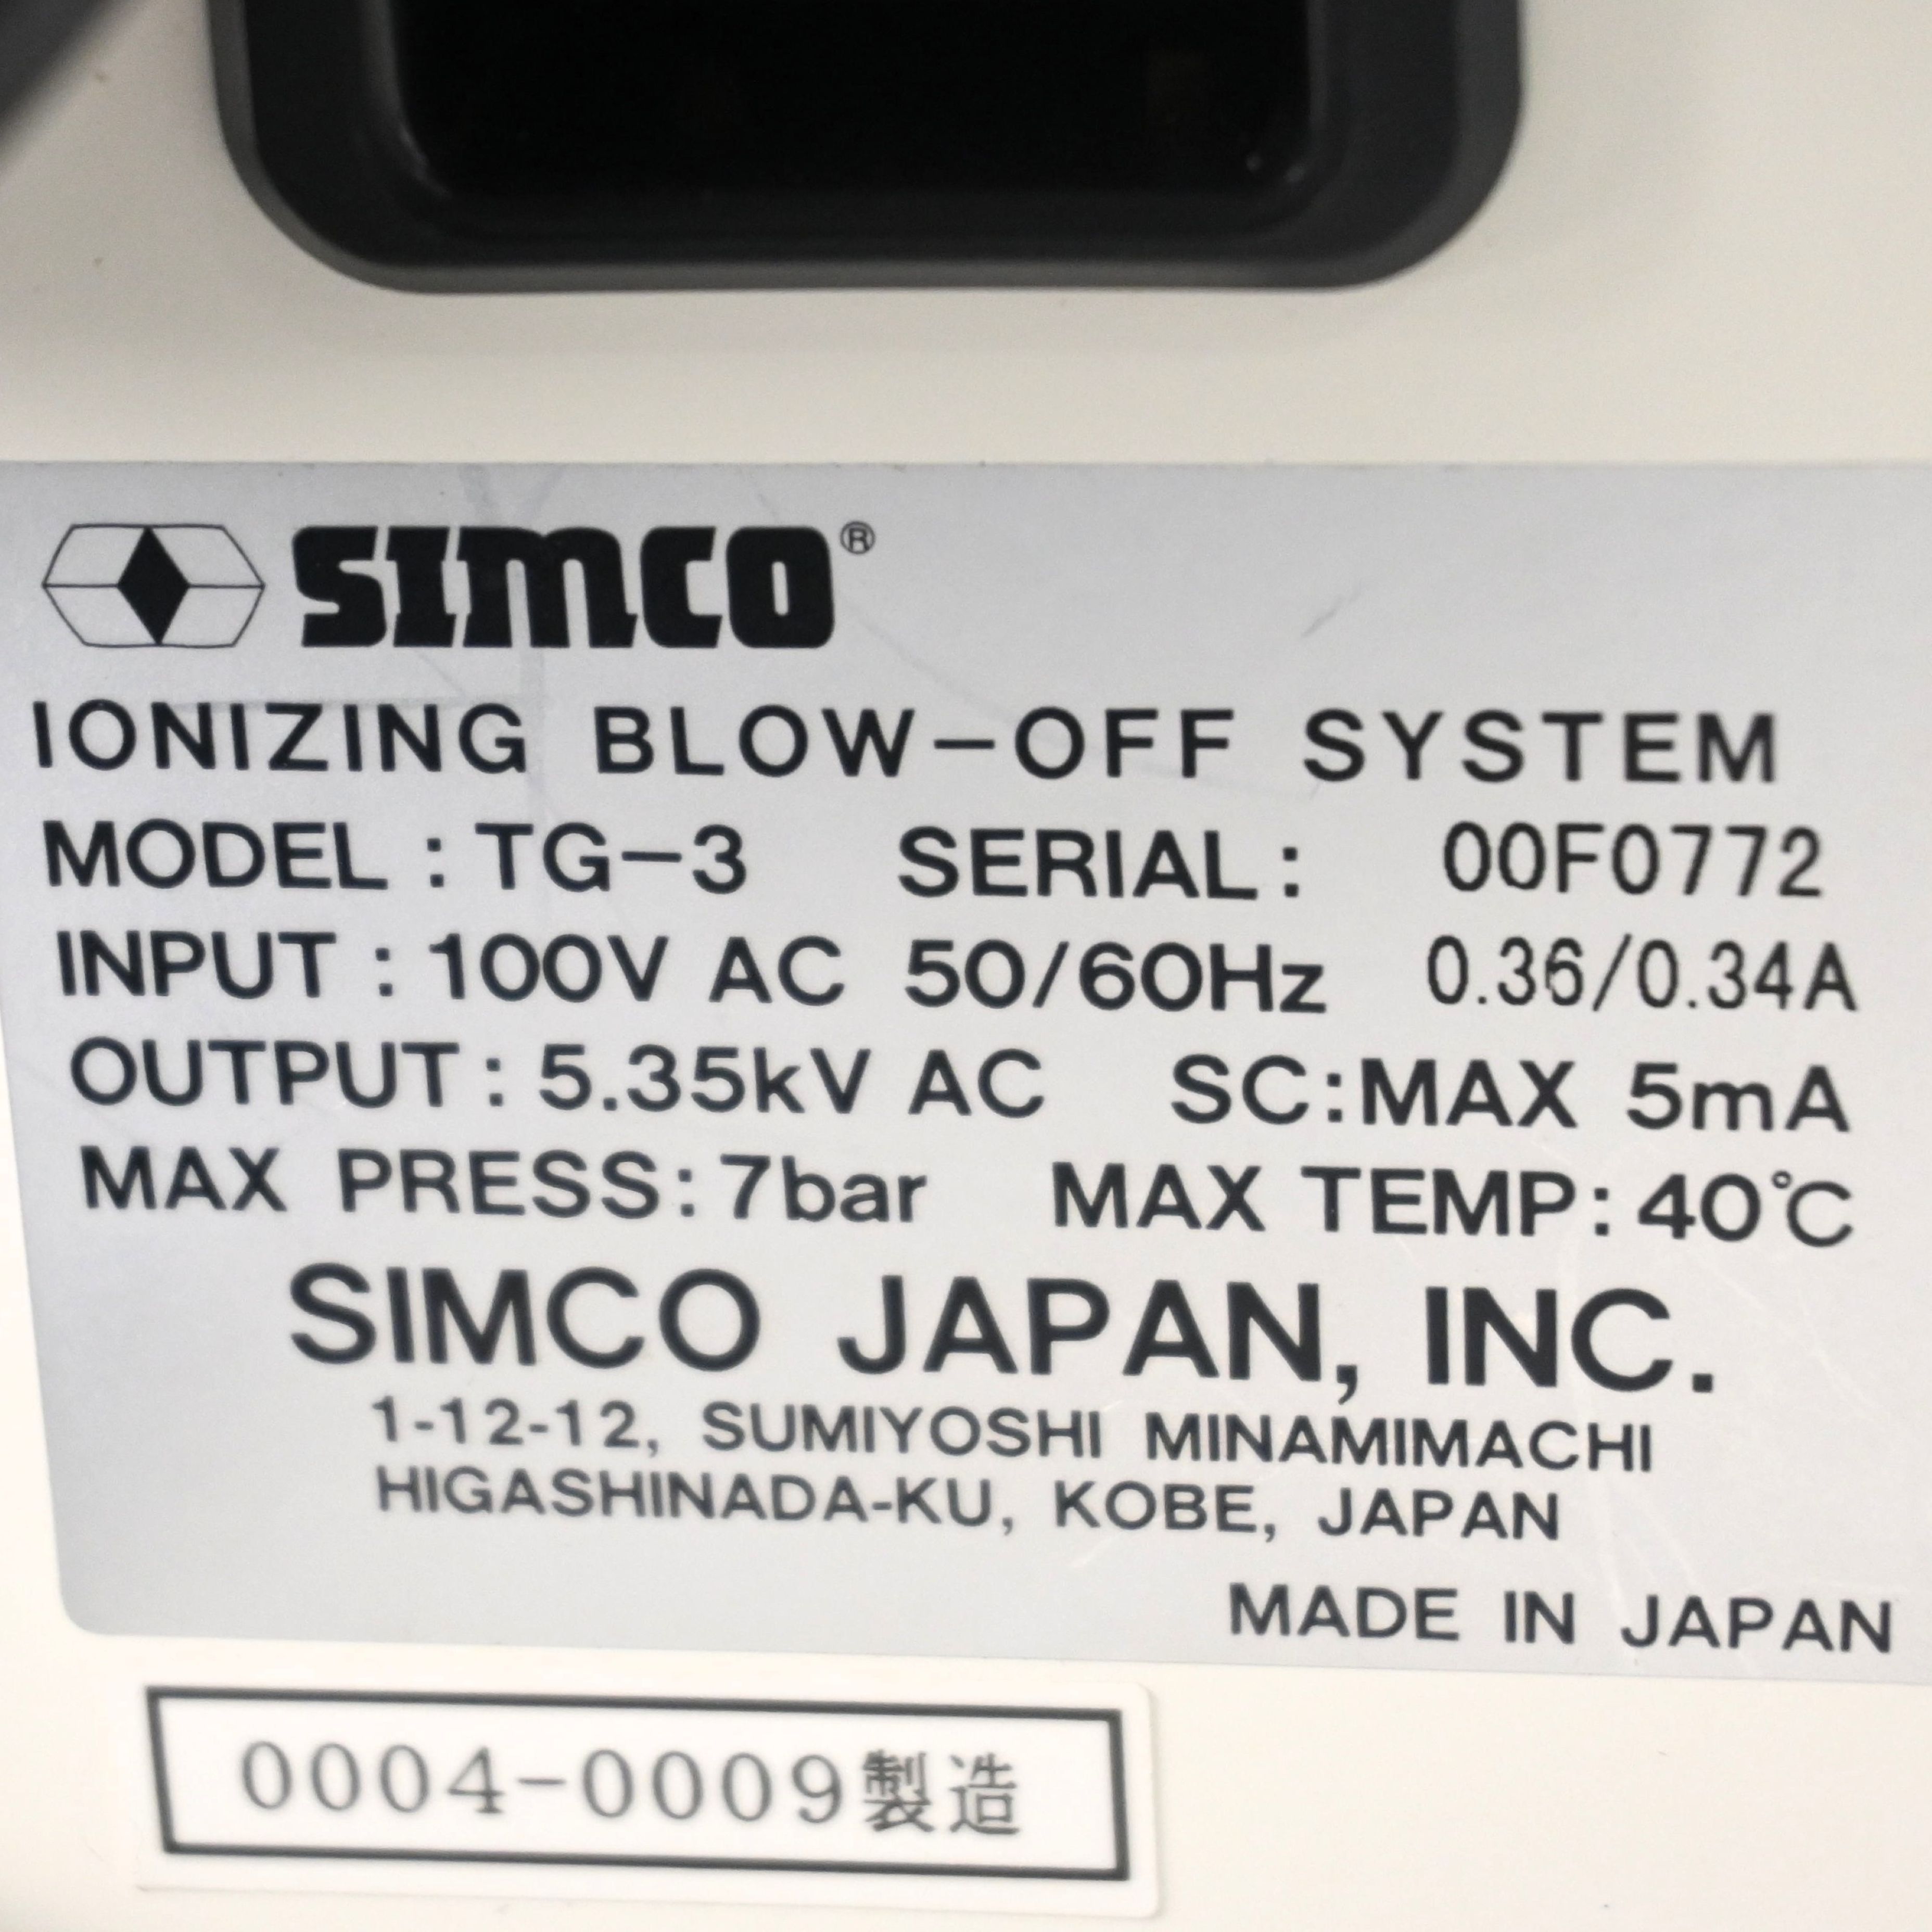 SIMCO®
IONIZING BLOW-OFF SYSTEM
MODEL : TG-3 SERIAL : 00F0772
INPUT : 100V AC 50/60Hz 0.36/0.34A
OUTPUT : 5.35kV AC SC:MAX 5mA
MAX PRESS:7bar MAX TEMP:40℃
SIMCO JAPAN, INC.
1-12-12, SUMIYOSHI MINAMIMACHI
HIGASHINADA-KU, KOBE, JAPAN
MADE IN JAPAN
0004-0009製造